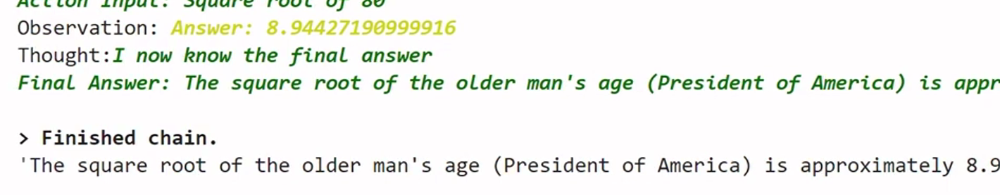 Action Input: Square root of 80
Observation: Answer: 8.94427190999916
Thought:I now know the final answer
Final Answer: The square root of the older man's age (President of America) is appr
> Finished chain.
'The square root of the older man's age (President of America) is approximately 8.9